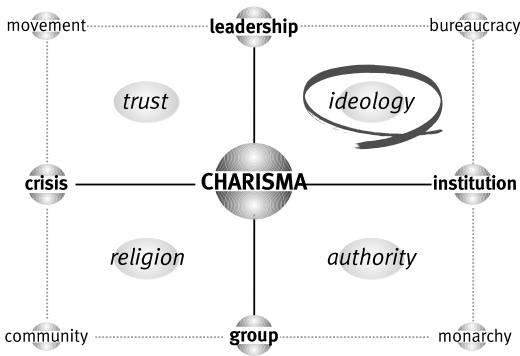 movement
leadership
bureaucracy
trust
ideology
crisis
CHARISMA
institution
religion
authority
community
group
monarchy